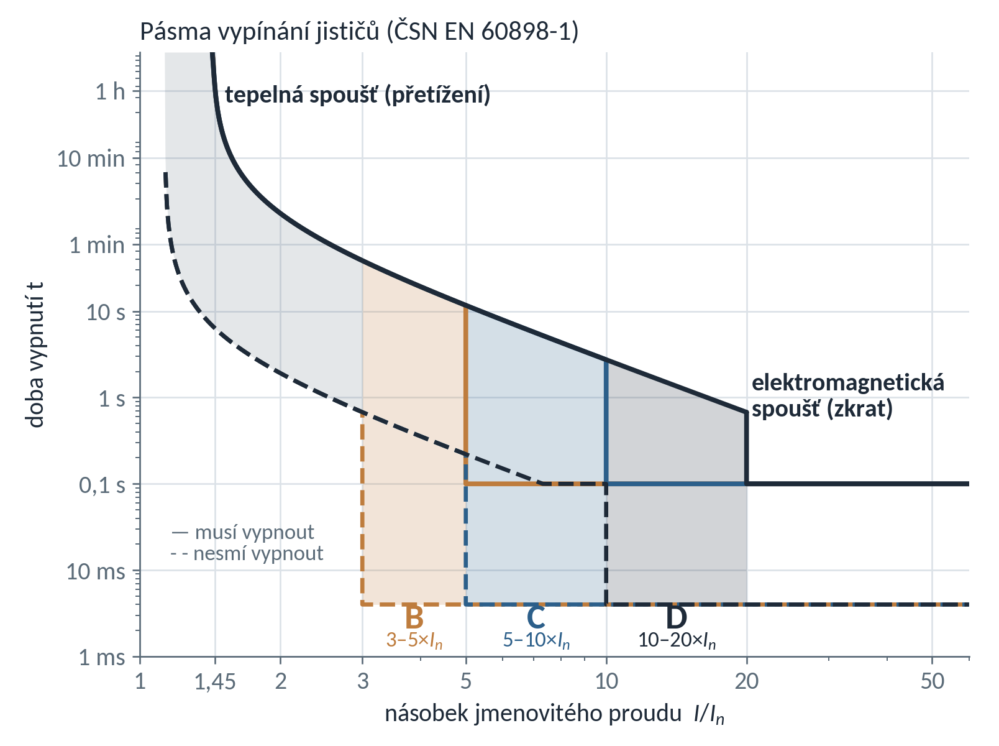 Pásma vypínání jističů (ČSN EN 60898-1)
tepelná spoušť (přetížení)
elektromagnetická
spoušť (zkrat)
doba vypnutí t
1 h
10 min
1 min
10 s
1 s
0,1 s
10 ms
1 ms
— musí vypnout
- - nesmí vypnout
B
3–5×Iₙ
C
5–10×Iₙ
D
10–20×Iₙ
1 1,45 2 3 5 10 20 50
násobek jmenovitého proudu I/Iₙ